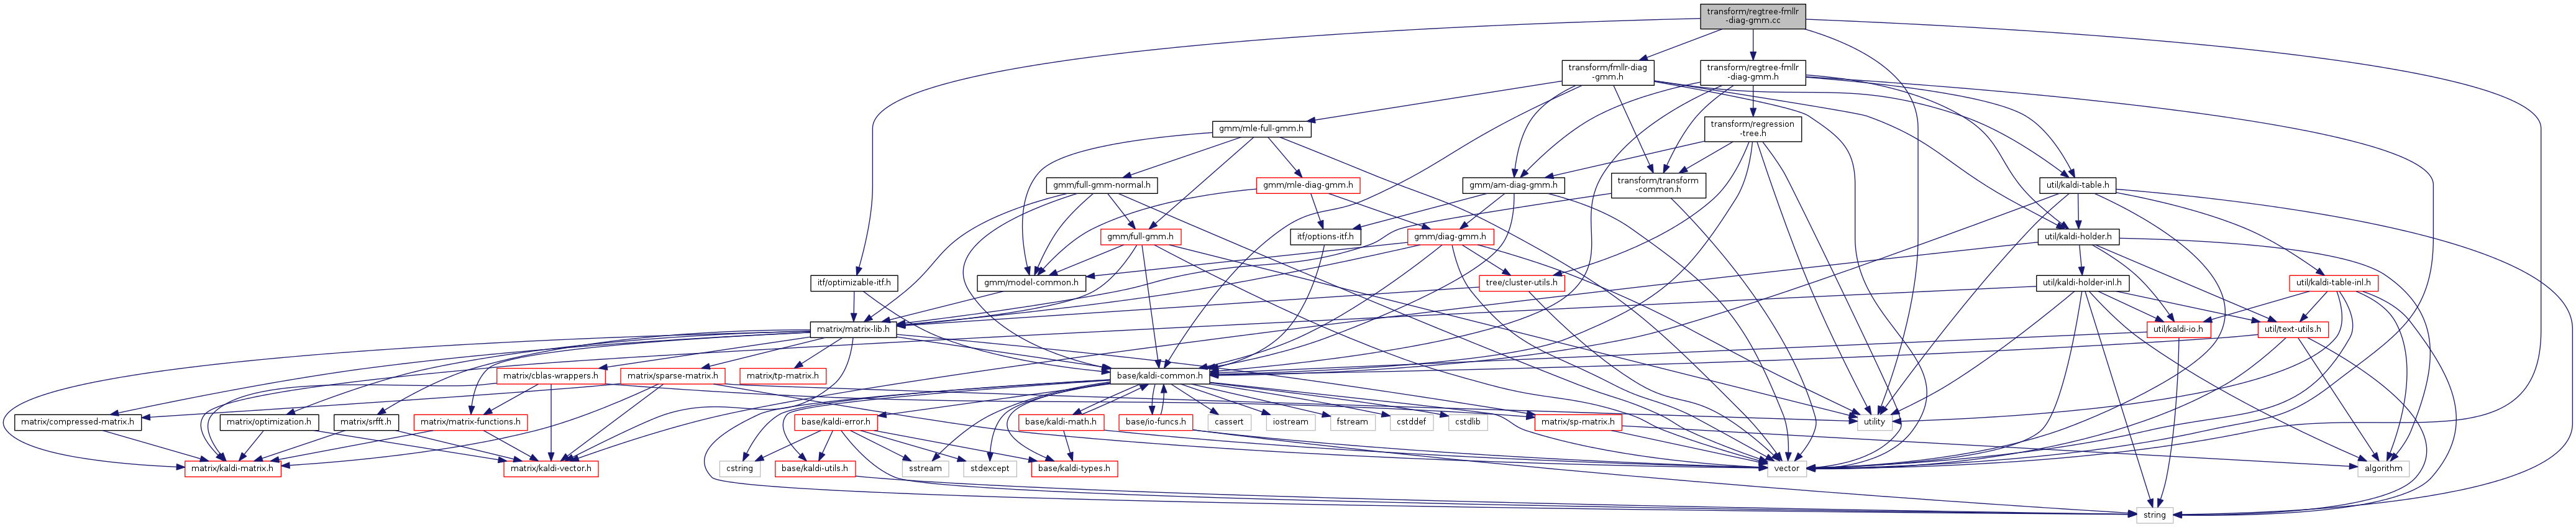 transform/regtree-fmllr
-diag-gmm.cc
transform/fmllr-diag
-gmm.h
transform/regtree-fmllr
-diag-gmm.h
gmm/mle-full-gmm.h
transform/regression
-tree.h
gmm/full-gmm-normal.h
gmm/mle-diag-gmm.h
gmm/am-diag-gmm.h
transform/transform
-common.h
util/kaldi-table.h
gmm/full-gmm.h
itf/options-itf.h
gmm/diag-gmm.h
util/kaldi-holder.h
itf/optimizable-itf.h
gmm/model-common.h
tree/cluster-utils.h
util/kaldi-holder-inl.h
util/kaldi-table-inl.h
matrix/matrix-lib.h
util/kaldi-io.h
util/text-utils.h
matrix/cblas-wrappers.h
matrix/sparse-matrix.h
matrix/tp-matrix.h
base/kaldi-common.h
matrix/compressed-matrix.h
matrix/optimization.h
matrix/srfft.h
matrix/matrix-functions.h
base/kaldi-error.h
base/kaldi-math.h
base/io-funcs.h
cassert
iostream
fstream
cstddef
cstdlib
matrix/sp-matrix.h
utility
matrix/kaldi-matrix.h
matrix/kaldi-vector.h
cstring
base/kaldi-utils.h
sstream
stdexcept
base/kaldi-types.h
vector
algorithm
string